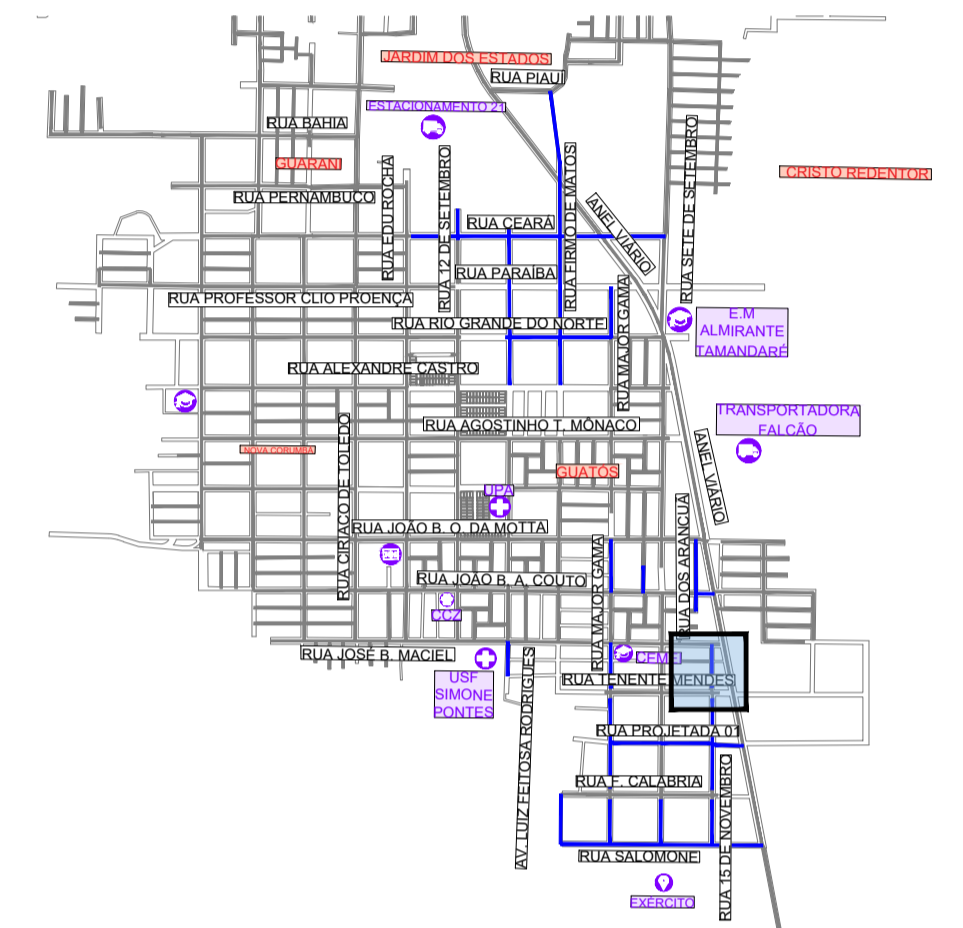 JARDIM DOS ESTADOS
RUA PIAUÍ
ESTACIONAMENTO 21
RUA BAHIA
GUARANI
CRISTO REDENTOR
RUA PERNAMBUCO
RUA EDU ROCHA
RUA 12 DE SETEMBRO
RUA FIRMO DE MATOS
RUA SETE DE SETEMBRO
RUA CEARÁ
ANEL VIÁRIO
RUA PARAÍBA
RUA PROFESSOR CLIO PROENÇA
RUA RIO GRANDE DO NORTE
RUA MAJOR GAMA
E.M
ALMIRANTE
TAMANDARÉ
RUA ALEXANDRE CASTRO
TRANSPORTADORA
FALCÃO
RUA AGOSTINHO T. MÔNACO
NOVA CORUMBÁ
RUA CIRIACO DE TOLEDO
GUATÓS
ANEL VIÁRIO
UPA
RUA JOÃO B. O. DA MOTTA
RUA DOS ARANCUÃ
RUA MAJOR GAMA
RUA JOÃO B. A. COUTO
CCZ
RUA JOSÉ B. MACIEL
CEMEI
USF
SIMONE
PONTES
RUA TENENTE MENDES
AV. LUIZ FEITOSA RODRIGUES
RUA PROJETADA 01
RUA F. CALABRIA
RUA 15 DE NOVEMBRO
RUA SALOMONE
EXÉRCITO